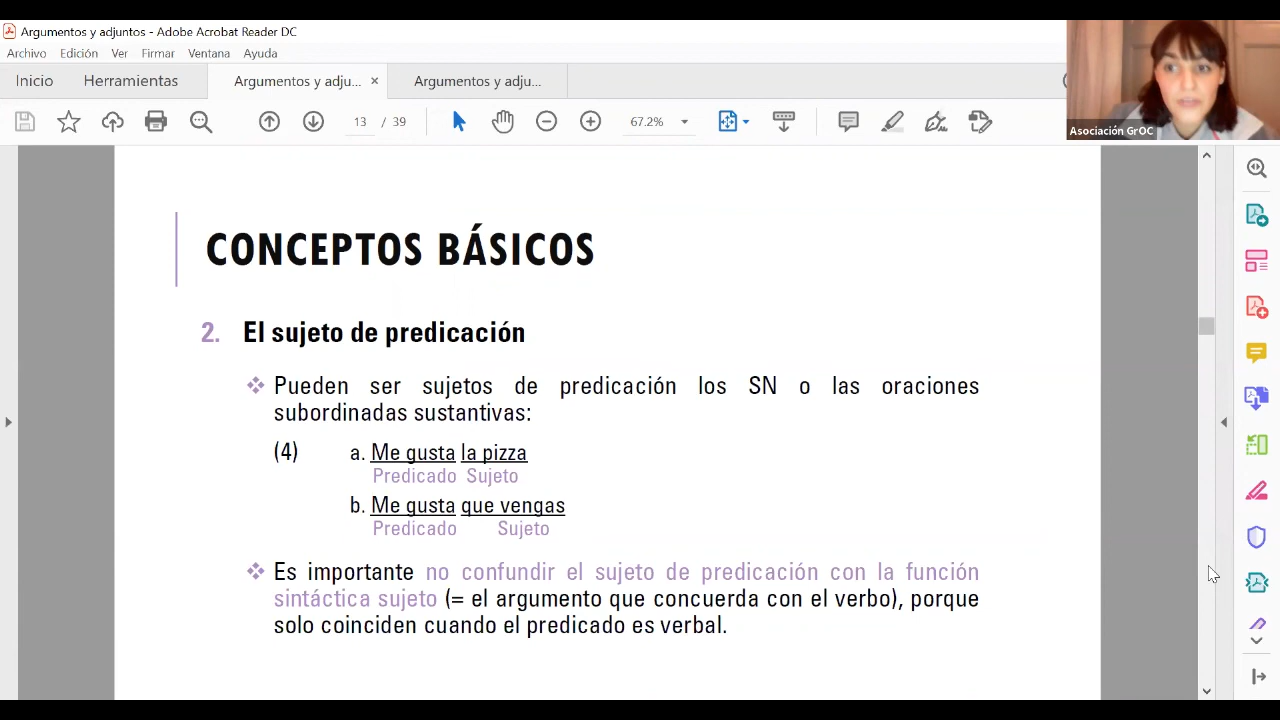 Argumentos y adjuntos - Adobe Acrobat Reader DC
Archivo Edición Ver Firmar Ventana Ayuda
Inicio Herramientas Argumentos y adju... × Argumentos y adju...
13 / 39 67.2%
Asociación GrOC
CONCEPTOS BÁSICOS
2. El sujeto de predicación
Pueden ser sujetos de predicación los SN o las oraciones
subordinadas sustantivas:
(4) a. Me gusta la pizza
Predicado Sujeto
b. Me gusta que vengas
Predicado Sujeto
Es importante no confundir el sujeto de predicación con la función
sintáctica sujeto (= el argumento que concuerda con el verbo), porque
solo coinciden cuando el predicado es verbal.